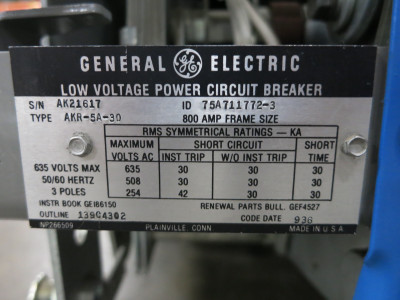 GENERAL GE ELECTRIC
LOW VOLTAGE POWER CIRCUIT BREAKER
S/N AK21617 ID 75A711772-3
TYPE AKR-5A-30 800 AMP FRAME SIZE
RMS SYMMETRICAL RATINGS — KA
MAXIMUM SHORT CIRCUIT SHORT
VOLTS AC INST TRIP W/O INST TRIP TIME
635 VOLTS MAX 635 30 30 30
50/60 HERTZ 508 30 30 30
3 POLES 254 42 30 30
INSTR BOOK GEI86150 RENEWAL PARTS BULL. GEF4527
OUTLINE 139C4302 CODE DATE 936
PLAINVILLE. CONN MADE IN U S A